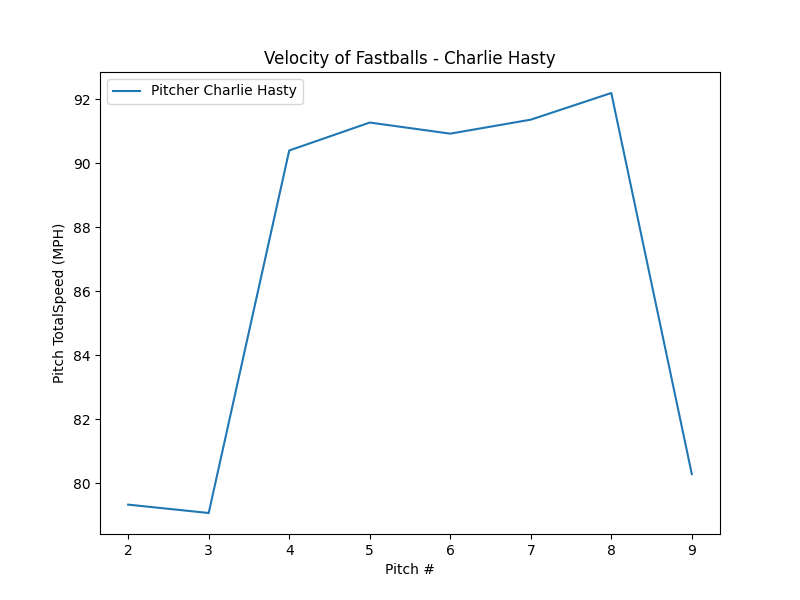 Velocity of Fastballs - Charlie Hasty
Pitcher Charlie Hasty
Pitch TotalSpeed (MPH)
92
90
88
86
84
82
80
2 3 4 5 6 7 8 9
Pitch #